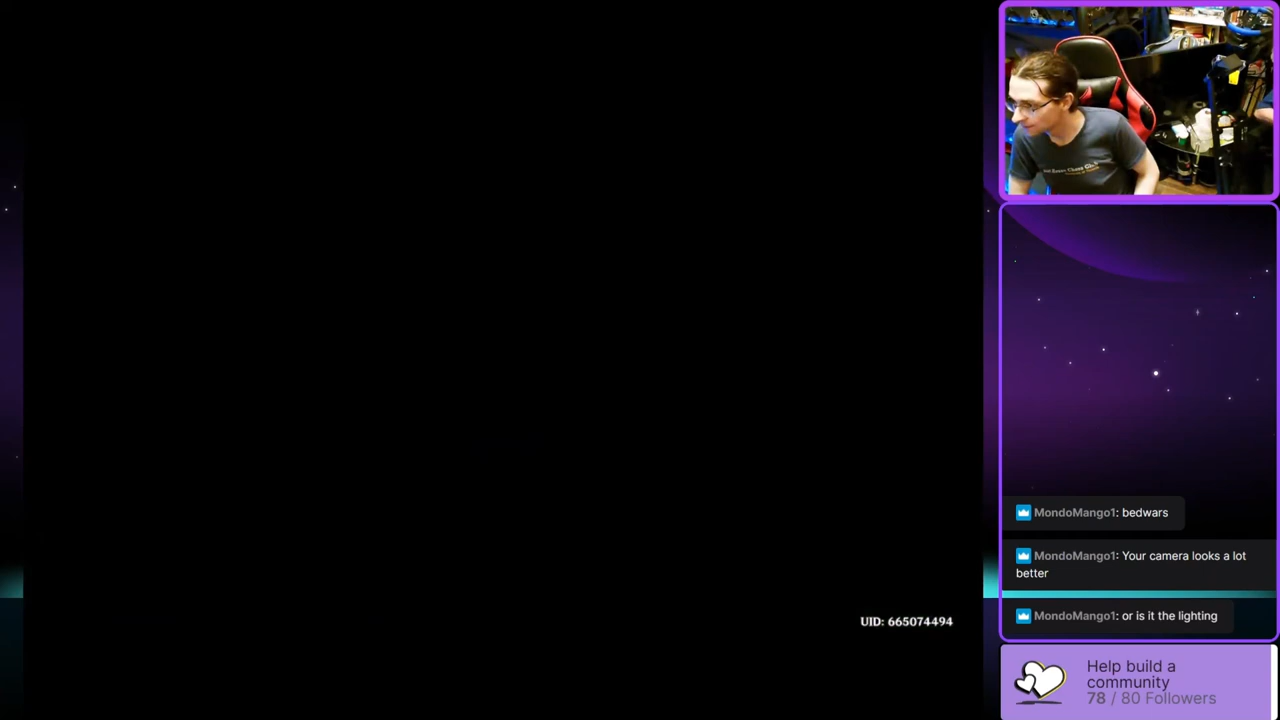 MondoMango1: bedwars
MondoMango1: Your camera looks a lot
better
MondoMango1: or is it the lighting
UID: 665074494
Help build a
community
78 / 80 Followers